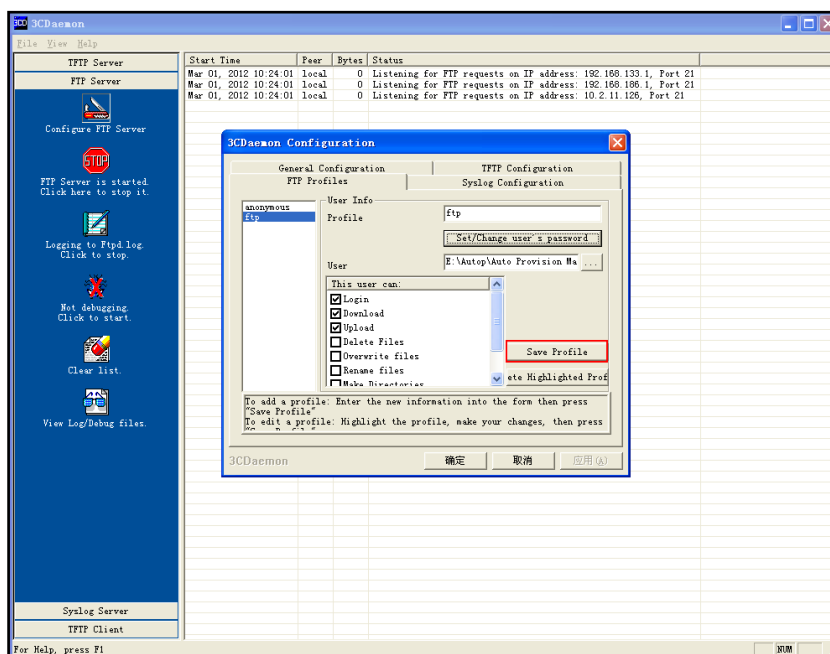 3CDaemon
File View Help
TFTP Server
FTP Server
Configure FTP Server
STOP
FTP Server is started.
Click here to stop it.
Logging to Ftpd.log.
Click to stop.
Not debugging.
Click to start.
Clear list.
View Log/Debug files.
Syslog Server
TFTP Client
Start Time Peer Bytes Status
Mar 01, 2012 10:24:01 local 0 Listening for FTP requests on IP address: 192.168.133.1, Port 21
Mar 01, 2012 10:24:01 local 0 Listening for FTP requests on IP address: 192.168.186.1, Port 21
Mar 01, 2012 10:24:01 local 0 Listening for FTP requests on IP address: 10.2.11.126, Port 21
3CDaemon Configuration
General Configuration TFTP Configuration
FTP Profiles Syslog Configuration
anonymous
ftp
User Info
Profile ftp
Set/Change user's password
User E:\Autop\Auto Provision Ma ...
This user can:
Login
Download
Upload
Delete Files
Overwrite files
Rename files
Make Directories
Save Profile
ete Highlighted Prof
To add a profile: Enter the new information into the form then press
"Save Profile"
To edit a profile: Highlight the profile, make your changes, then press
3CDaemon
确定 取消 应用(A)
For Help, press F1
NUM